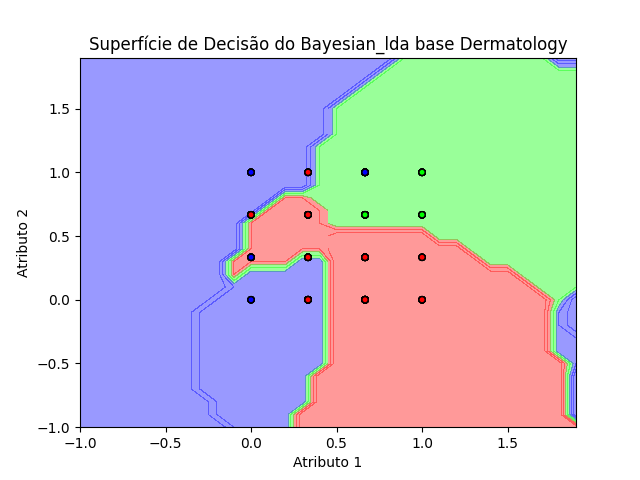 Superfície de Decisão do Bayesian_lda base Dermatology
1.5
1.0
0.5
0.0
−0.5
−1.0
Atributo 2
−1.0 −0.5 0.0 0.5 1.0 1.5
Atributo 1